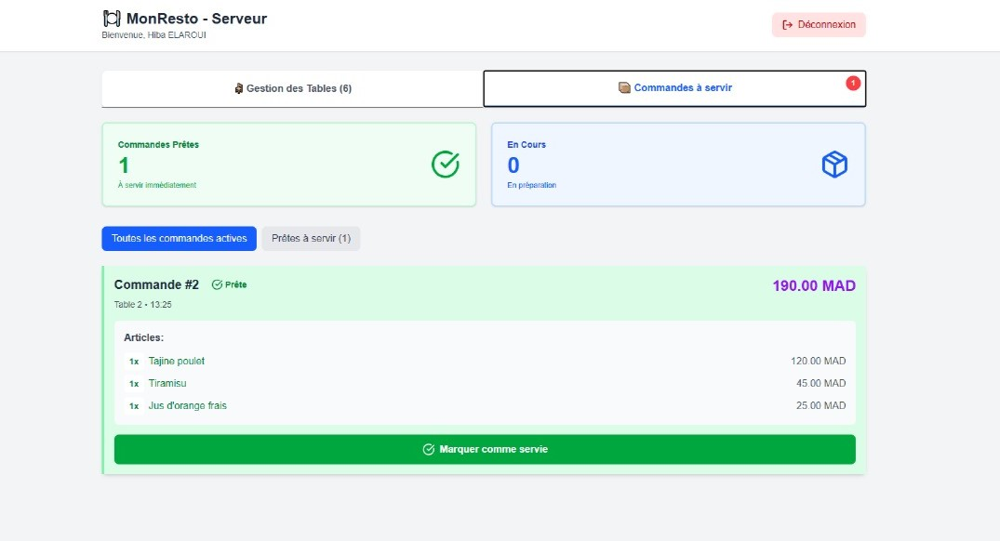 MonResto - Serveur
Bienvenue, Hiba ELAROUI
Déconnexion
Gestion des Tables (6)
Commandes à servir
1
Commandes Prêtes
1
À servir immédiatement
En Cours
0
En préparation
Toutes les commandes actives
Prêtes à servir (1)
Commande #2 Prête
190.00 MAD
Table 2 • 13:25
Articles:
1x Tajine poulet 120.00 MAD
1x Tiramisu 45.00 MAD
1x Jus d'orange frais 25.00 MAD
Marquer comme servie